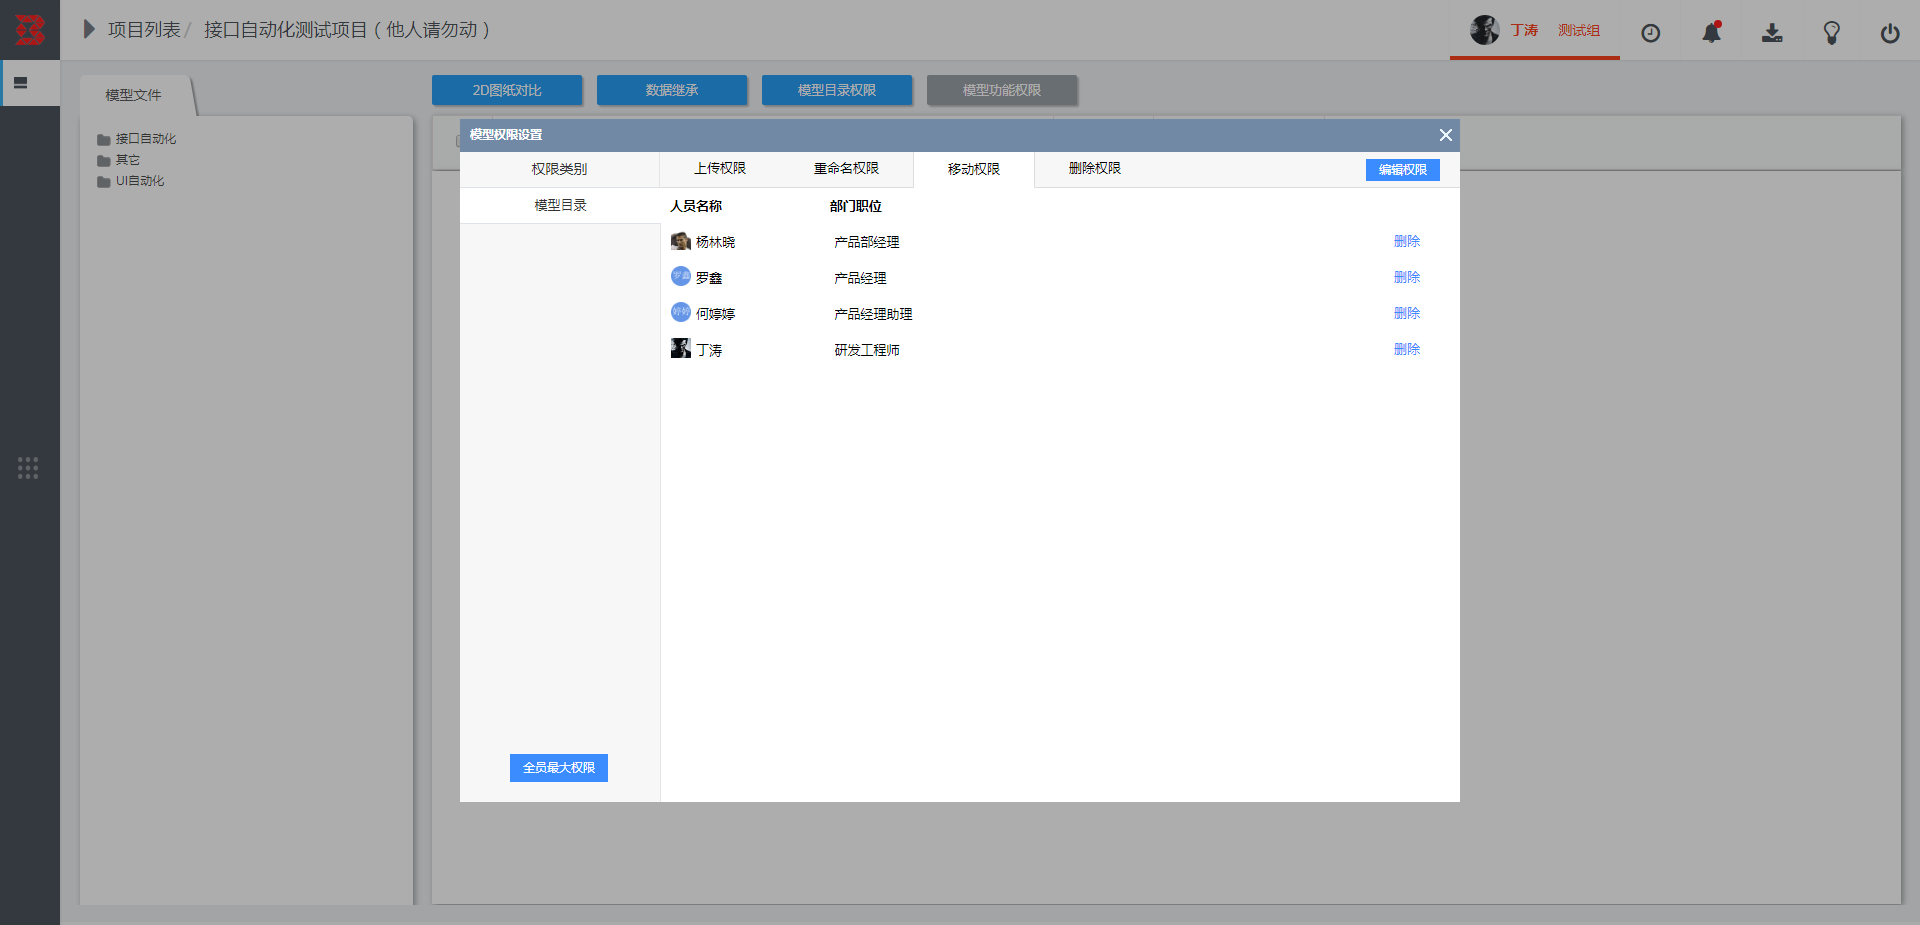 项目列表 / 接口自动化测试项目（他人请勿动）
丁涛 测试组
模型文件
2D图纸对比 数据继承 模型目录权限 模型功能权限
接口自动化
其它
UI自动化
模型权限设置
权限类别 上传权限 重命名权限 移动权限 删除权限 编辑权限
模型目录 人员名称 部门职位
杨林晓 产品部经理 删除
罗鑫 罗鑫 产品经理 删除
婷婷 何婷婷 产品经理助理 删除
丁涛 研发工程师 删除
全员最大权限